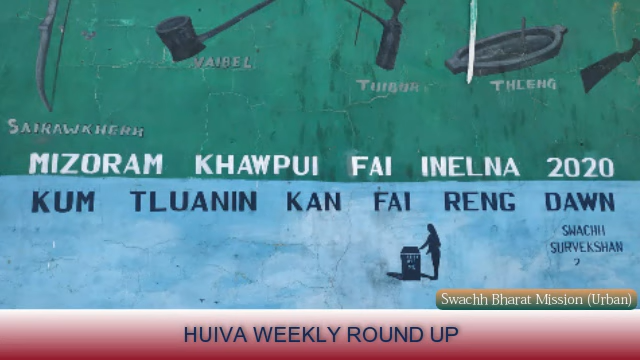 VAIBEL
TUIBUR
THLENG
SAIRAWKHERH
MIZORAM KHAWPUI FAI INELNA 2020
KUM TLUANIN KAN FAI RENG DAWN
SWACHH
SURVEKSHAN
Swachh Bharat Mission (Urban)
HUIVA WEEKLY ROUND UP